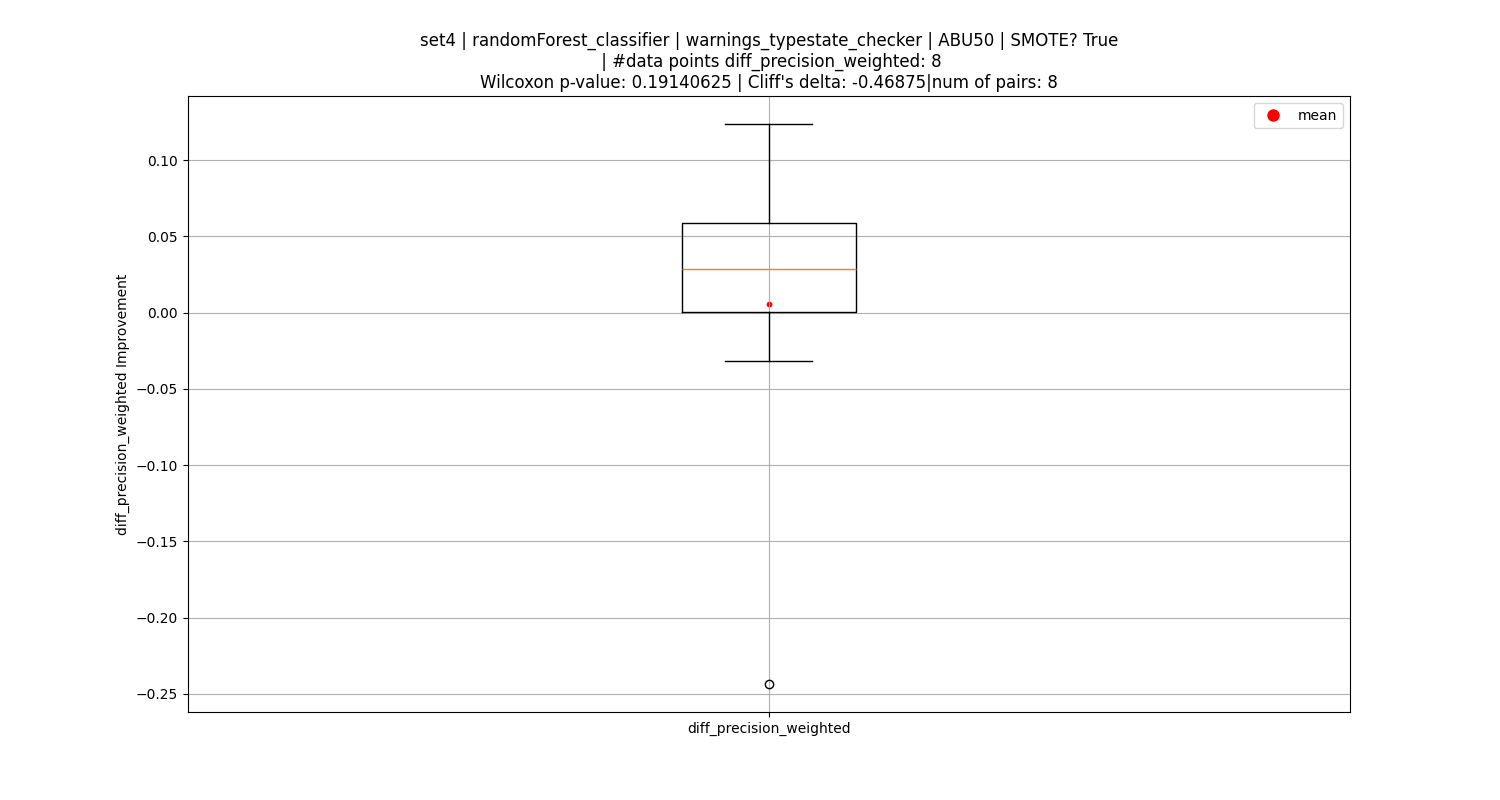 set4 | randomForest_classifier | warnings_typestate_checker | ABU50 | SMOTE? True
| #data points diff_precision_weighted: 8
Wilcoxon p-value: 0.19140625 | Cliff's delta: -0.46875|num of pairs: 8
mean
0.10
0.05
0.00
−0.05
−0.10
−0.15
−0.20
−0.25
diff_precision_weighted Improvement
diff_precision_weighted